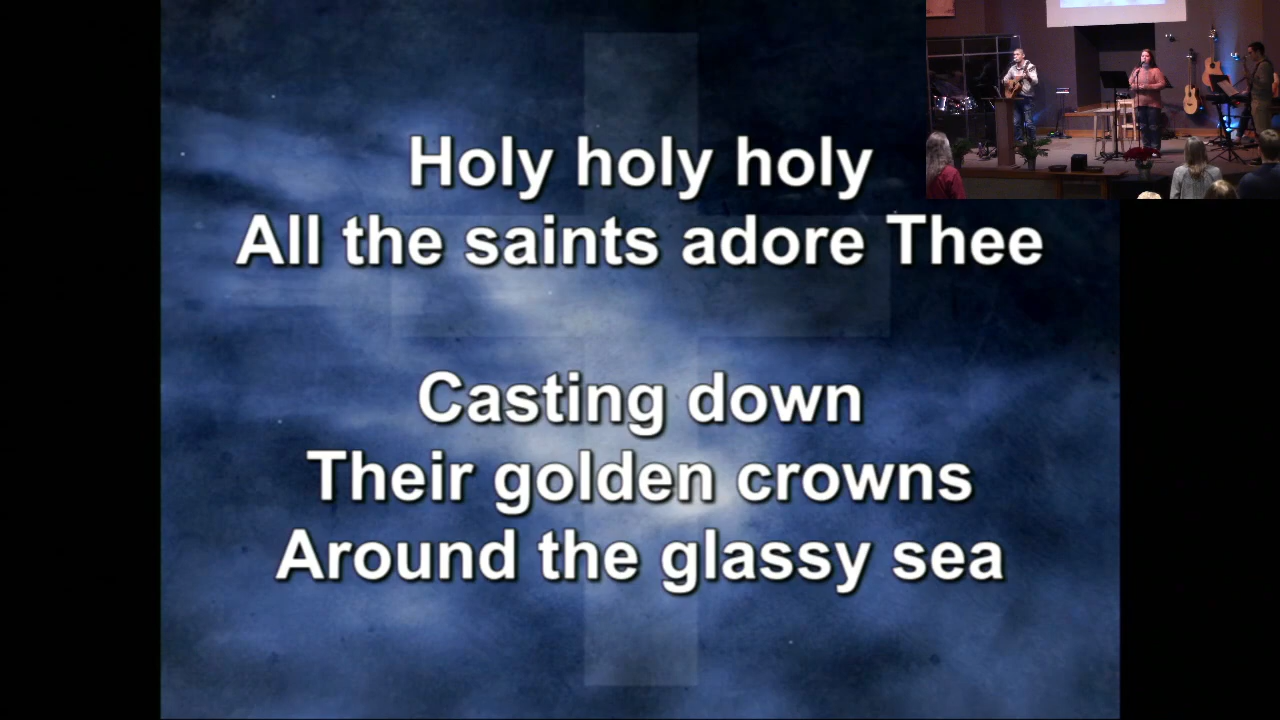 Holy holy holy
All the saints adore Thee
Casting down
Their golden crowns
Around the glassy sea